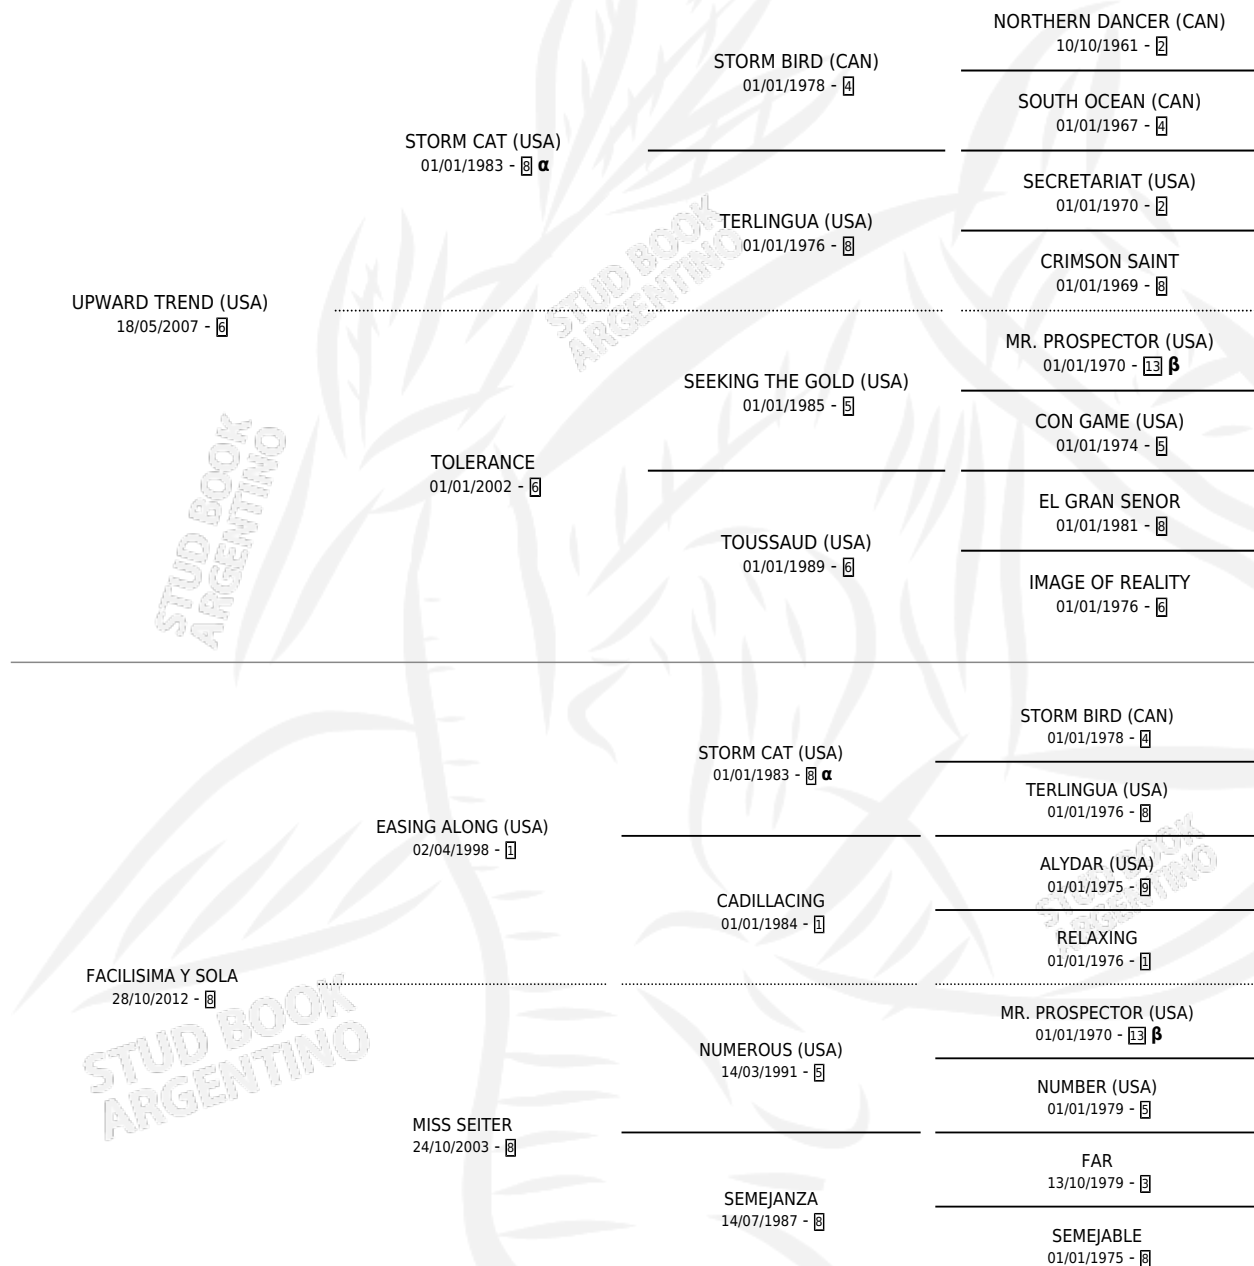 NORTHERN DANCER (CAN)
10/10/1961 - 2
STORM BIRD (CAN)
01/01/1978 - 4
SOUTH OCEAN (CAN)
01/01/1967 - 4
STORM CAT (USA)
01/01/1983 - 8 α
SECRETARIAT (USA)
01/01/1970 - 2
TERLINGUA (USA)
01/01/1976 - 8
CRIMSON SAINT
01/01/1969 - 8
UPWARD TREND (USA)
18/05/2007 - 6
MR. PROSPECTOR (USA)
01/01/1970 - 13 β
SEEKING THE GOLD (USA)
01/01/1985 - 5
CON GAME (USA)
01/01/1974 - 5
TOLERANCE
01/01/2002 - 6
EL GRAN SENOR
01/01/1981 - 8
TOUSSAUD (USA)
01/01/1989 - 6
IMAGE OF REALITY
01/01/1976 - 6
STORM BIRD (CAN)
01/01/1978 - 4
STORM CAT (USA)
01/01/1983 - 8 α
TERLINGUA (USA)
01/01/1976 - 8
EASING ALONG (USA)
02/04/1998 - 1
ALYDAR (USA)
01/01/1975 - 9
CADILLACING
01/01/1984 - 1
RELAXING
01/01/1976 - 1
FACILISIMA Y SOLA
28/10/2012 - 8
MR. PROSPECTOR (USA)
01/01/1970 - 13 β
NUMEROUS (USA)
14/03/1991 - 5
NUMBER (USA)
01/01/1979 - 5
MISS SEITER
24/10/2003 - 8
FAR
13/10/1979 - 3
SEMEJANZA
14/07/1987 - 8
SEMEJABLE
01/01/1975 - 8
STUD BOOK
ARGENTINO
STUD BOOK
ARGENTINO
STUD BOOK
ARGENTINO
STUD BOOK
ARGENTINO